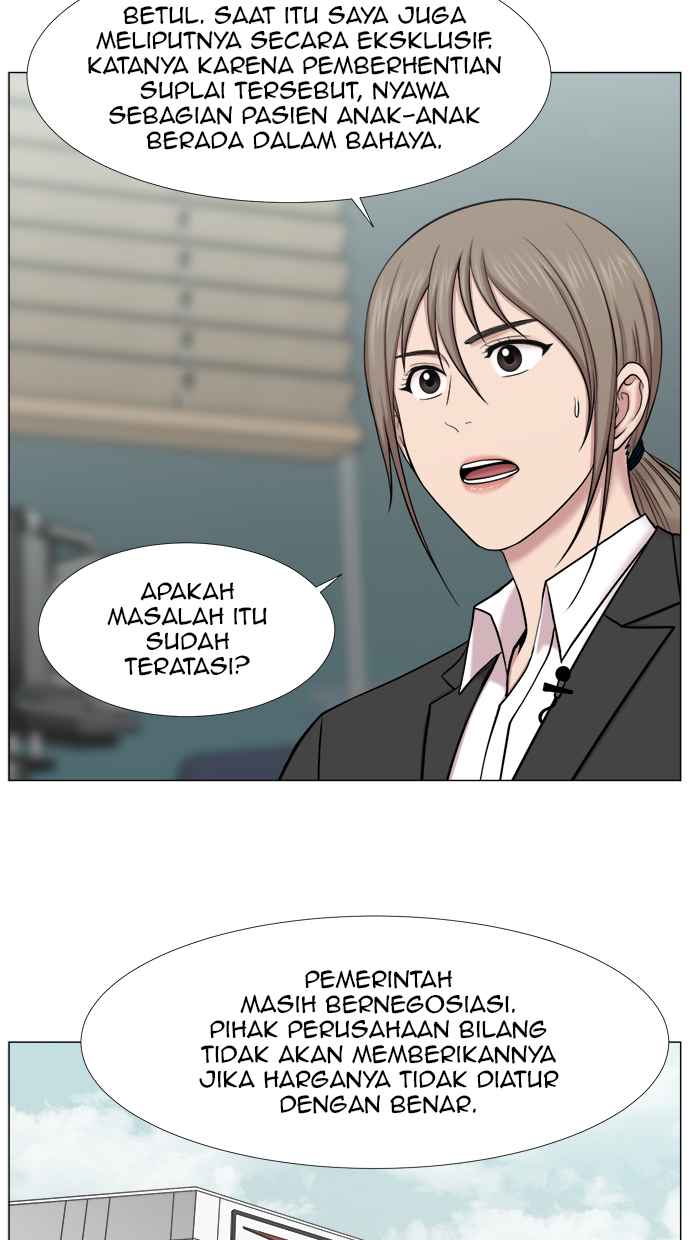 BETUL. SAAT ITU SAYA JUGA
MELIPUTNYA SECARA EKSKLUSIF.
KATANYA KARENA PEMBERHENTIAN
SUPLAI TERSEBUT, NYAWA
SEBAGIAN PASIEN ANAK-ANAK
BERADA DALAM BAHAYA.
APAKAH
MASALAH ITU
SUDAH
TERATASI?
PEMERINTAH
MASIH BERNEGOSIASI.
PIHAK PERUSAHAAN BILANG
TIDAK AKAN MEMBERIKANNYA
JIKA HARGANYA TIDAK DIATUR
DENGAN BENAR.